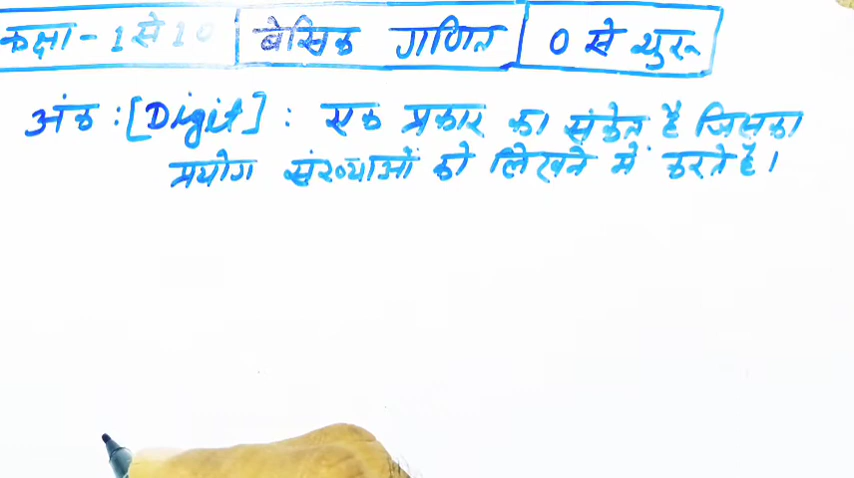 कक्षा - 1 से 10 बेसिक गणित 0 से शुरू
अंक : [Digit] : एक प्रकार का संकेत है जिसका
प्रयोग संख्याओं को लिखने में करते है।